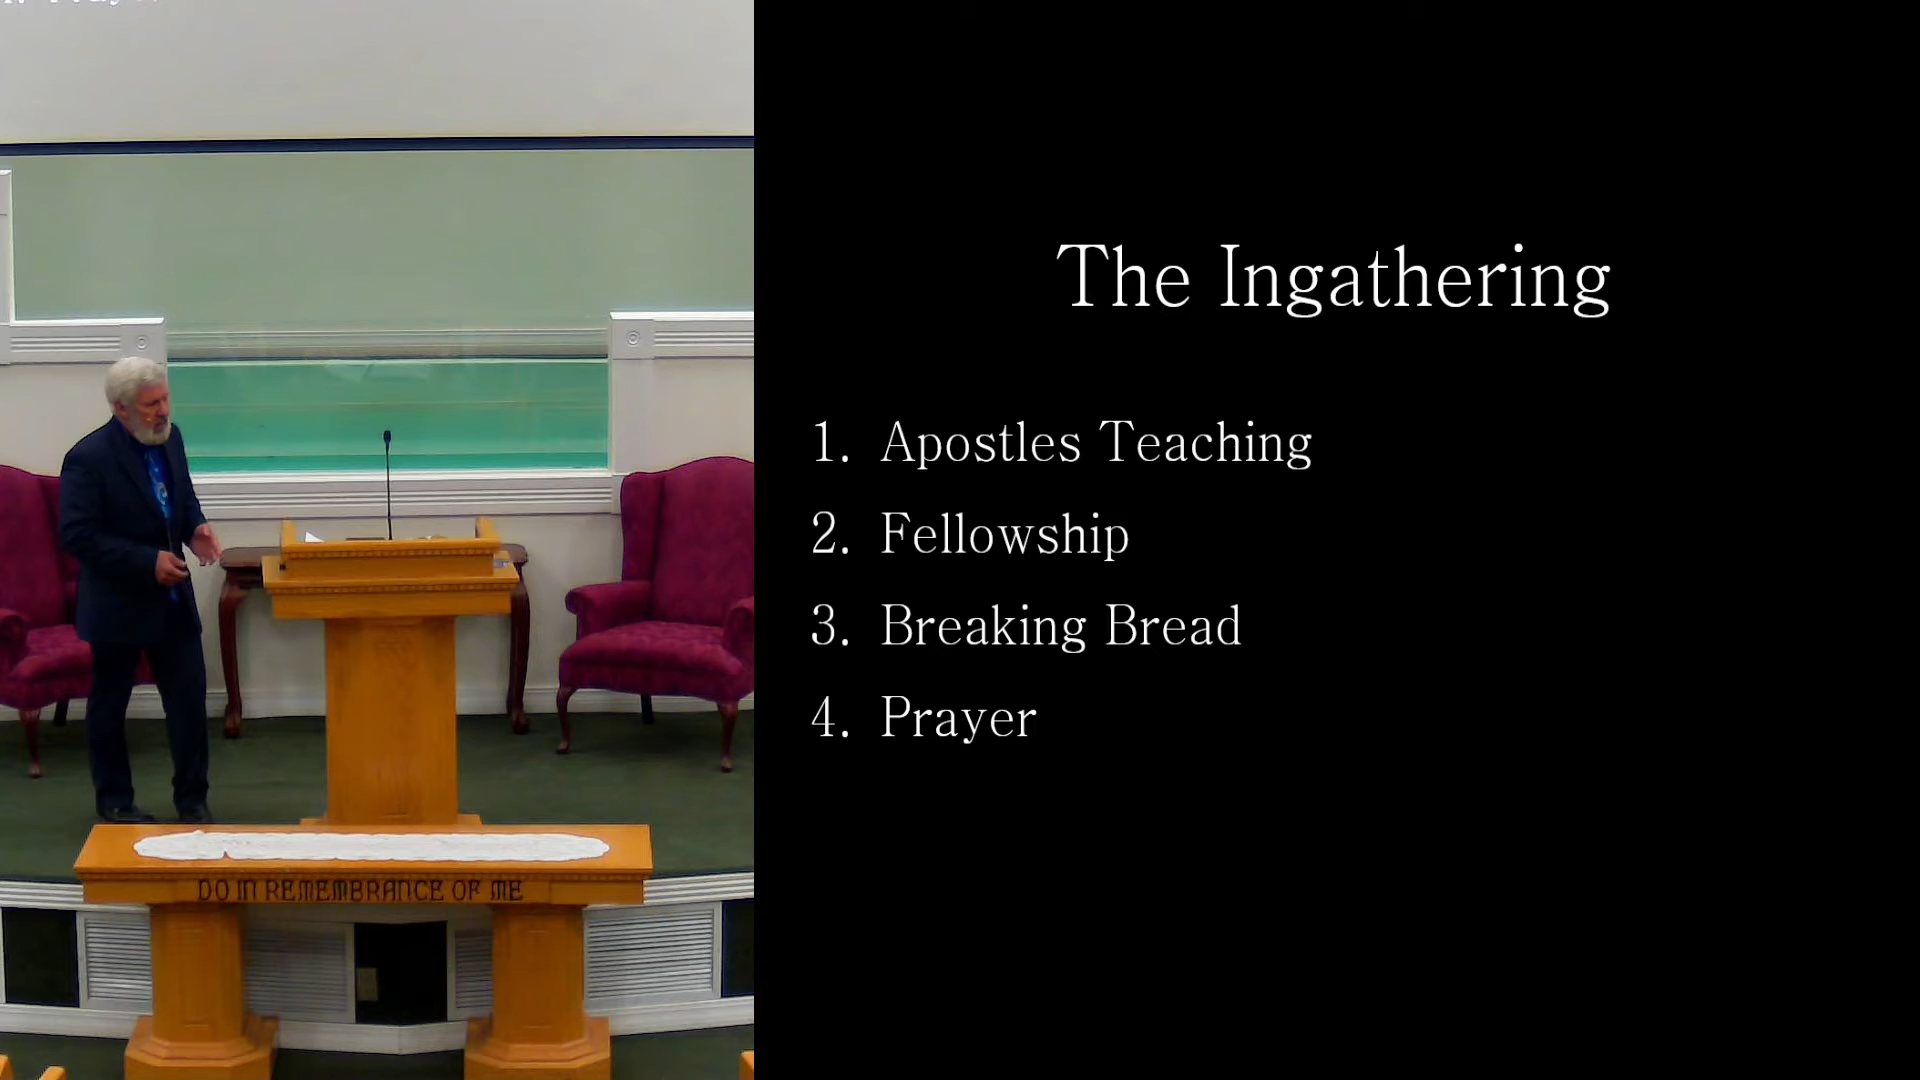 The Ingathering
1. Apostles Teaching
2. Fellowship
3. Breaking Bread
4. Prayer
DO IN REMEMBRANCE OF ME